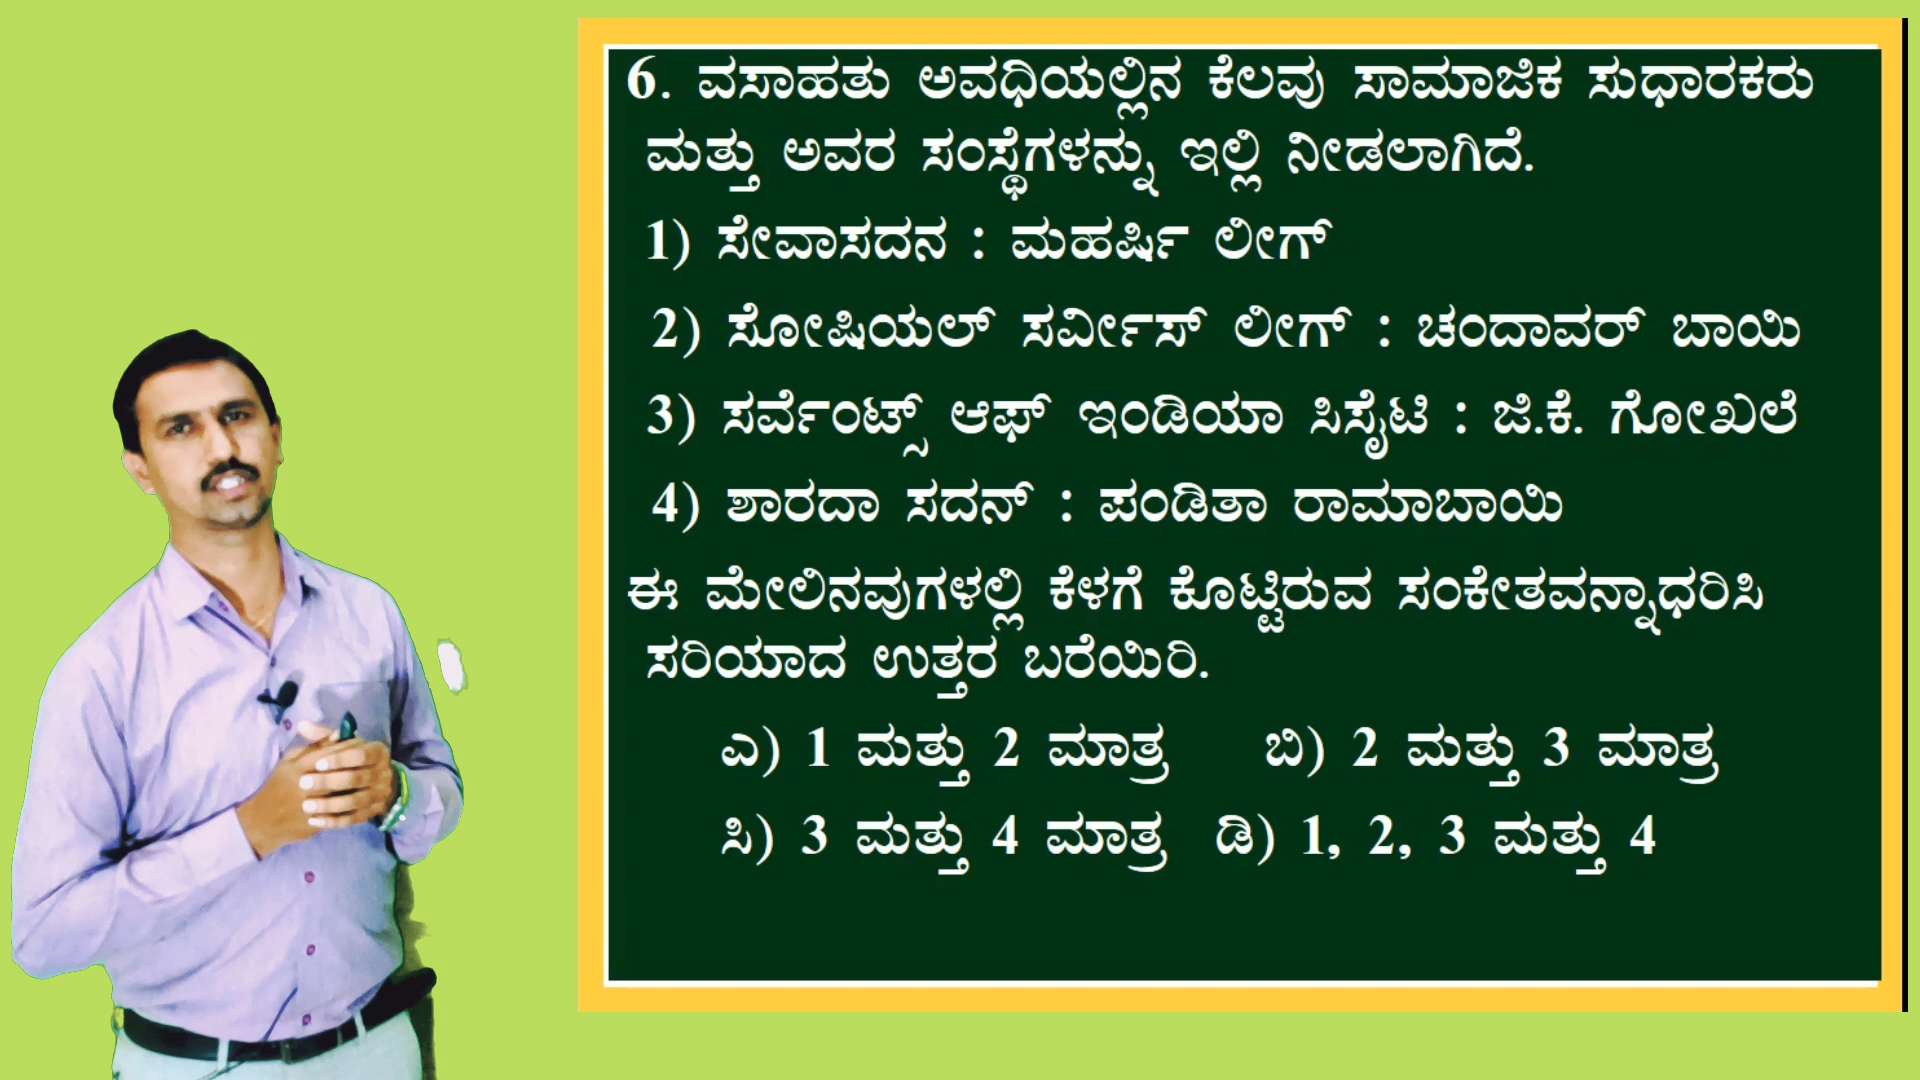 6. ವಸಾಹತು ಅವಧಿಯಲ್ಲಿನ ಕೆಲವು ಸಾಮಾಜಿಕ ಸುಧಾರಕರು
ಮತ್ತು ಅವರ ಸಂಸ್ಥೆಗಳನ್ನು ಇಲ್ಲಿ ನೀಡಲಾಗಿದೆ.
1) ಸೇವಾಸದನ : ಮಹರ್ಷಿ ಲೀಗ್
2) ಸೋಷಿಯಲ್ ಸರ್ವೀಸ್ ಲೀಗ್ : ಚಂದಾವರ್ ಬಾಯಿ
3) ಸರ್ವೆಂಟ್ಸ್ ಆಫ್ ಇಂಡಿಯಾ ಸಿಸೈಟಿ : ಜಿ.ಕೆ. ಗೋಖಲೆ
4) ಶಾರದಾ ಸದನ್ : ಪಂಡಿತಾ ರಾಮಾಬಾಯಿ
ಈ ಮೇಲಿನವುಗಳಲ್ಲಿ ಕೆಳಗೆ ಕೊಟ್ಟಿರುವ ಸಂಕೇತವನ್ನಾಧರಿಸಿ
ಸರಿಯಾದ ಉತ್ತರ ಬರೆಯಿರಿ.
ಎ) 1 ಮತ್ತು 2 ಮಾತ್ರ ಬಿ) 2 ಮತ್ತು 3 ಮಾತ್ರ
ಸಿ) 3 ಮತ್ತು 4 ಮಾತ್ರ ಡಿ) 1, 2, 3 ಮತ್ತು 4